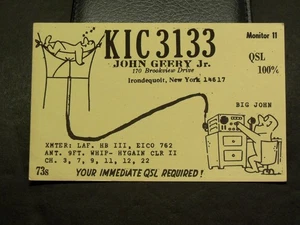 KIC3133
Monitor 11
JOHN GEERY Jr.
QSL
170 Brookview Drive
100%
Irondequoit, New York 14617
BIG JOHN
XMTER: LAF. HB III, EICO 762
ANT. 9FT. WHIP- HYGAIN CLR II
CH. 3, 7, 9, 11, 12, 22
73s
YOUR IMMEDIATE QSL REQUIRED!